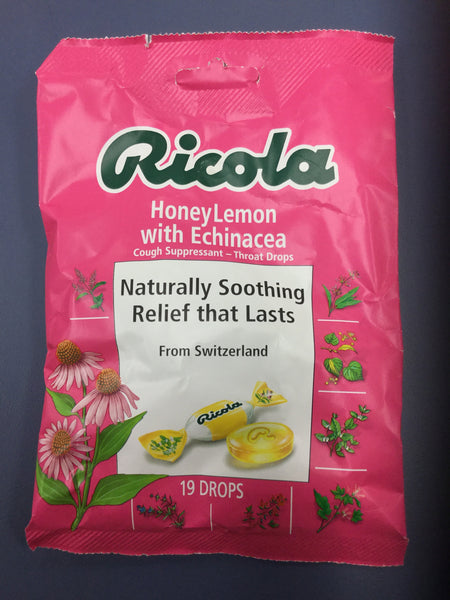 Ricola
HoneyLemon
with Echinacea
Cough Suppressant – Throat Drops
Naturally Soothing
Relief that Lasts
From Switzerland
Ricola
19 DROPS